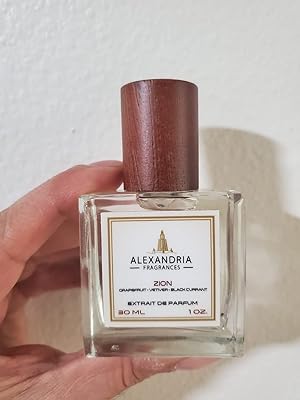 ALEXANDRIA
FRAGRANCES
ZION
GRAPEFRUIT • VETIVER • BLACK CURRANT
EXTRAIT DE PARFUM
30 ML 1 OZ.